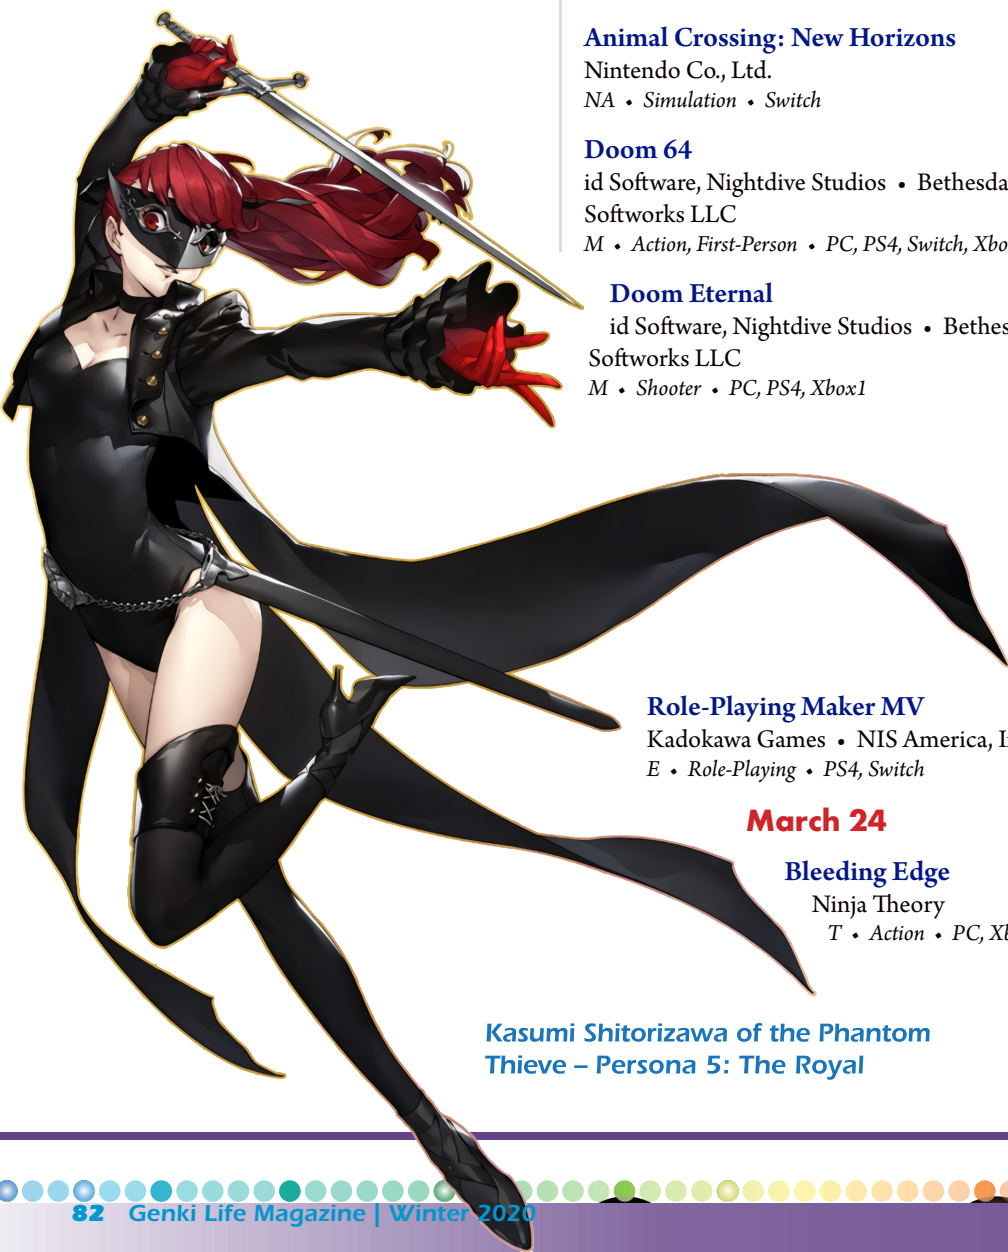 Animal Crossing: New Horizons
Nintendo Co., Ltd.
NA • Simulation • Switch
Doom 64
id Software, Nightdive Studios • Bethesda
Softworks LLC
M • Action, First-Person • PC, PS4, Switch,
Doom Eternal
id Software, Nightdive Studios •
Softworks LLC
M • Shooter • PC, PS4, Xbox1
Role-Playing Maker MV
Kadokawa Games • NIS America,
E • Role-Playing • PS4, Switch
March 24
Bleeding Edge
Ninja Theory
T • Action • PC,
Kasumi Shitorizawa of the Phantom
Thieve – Persona 5: The Royal
82 Genki Life Magazine | Winter 2020